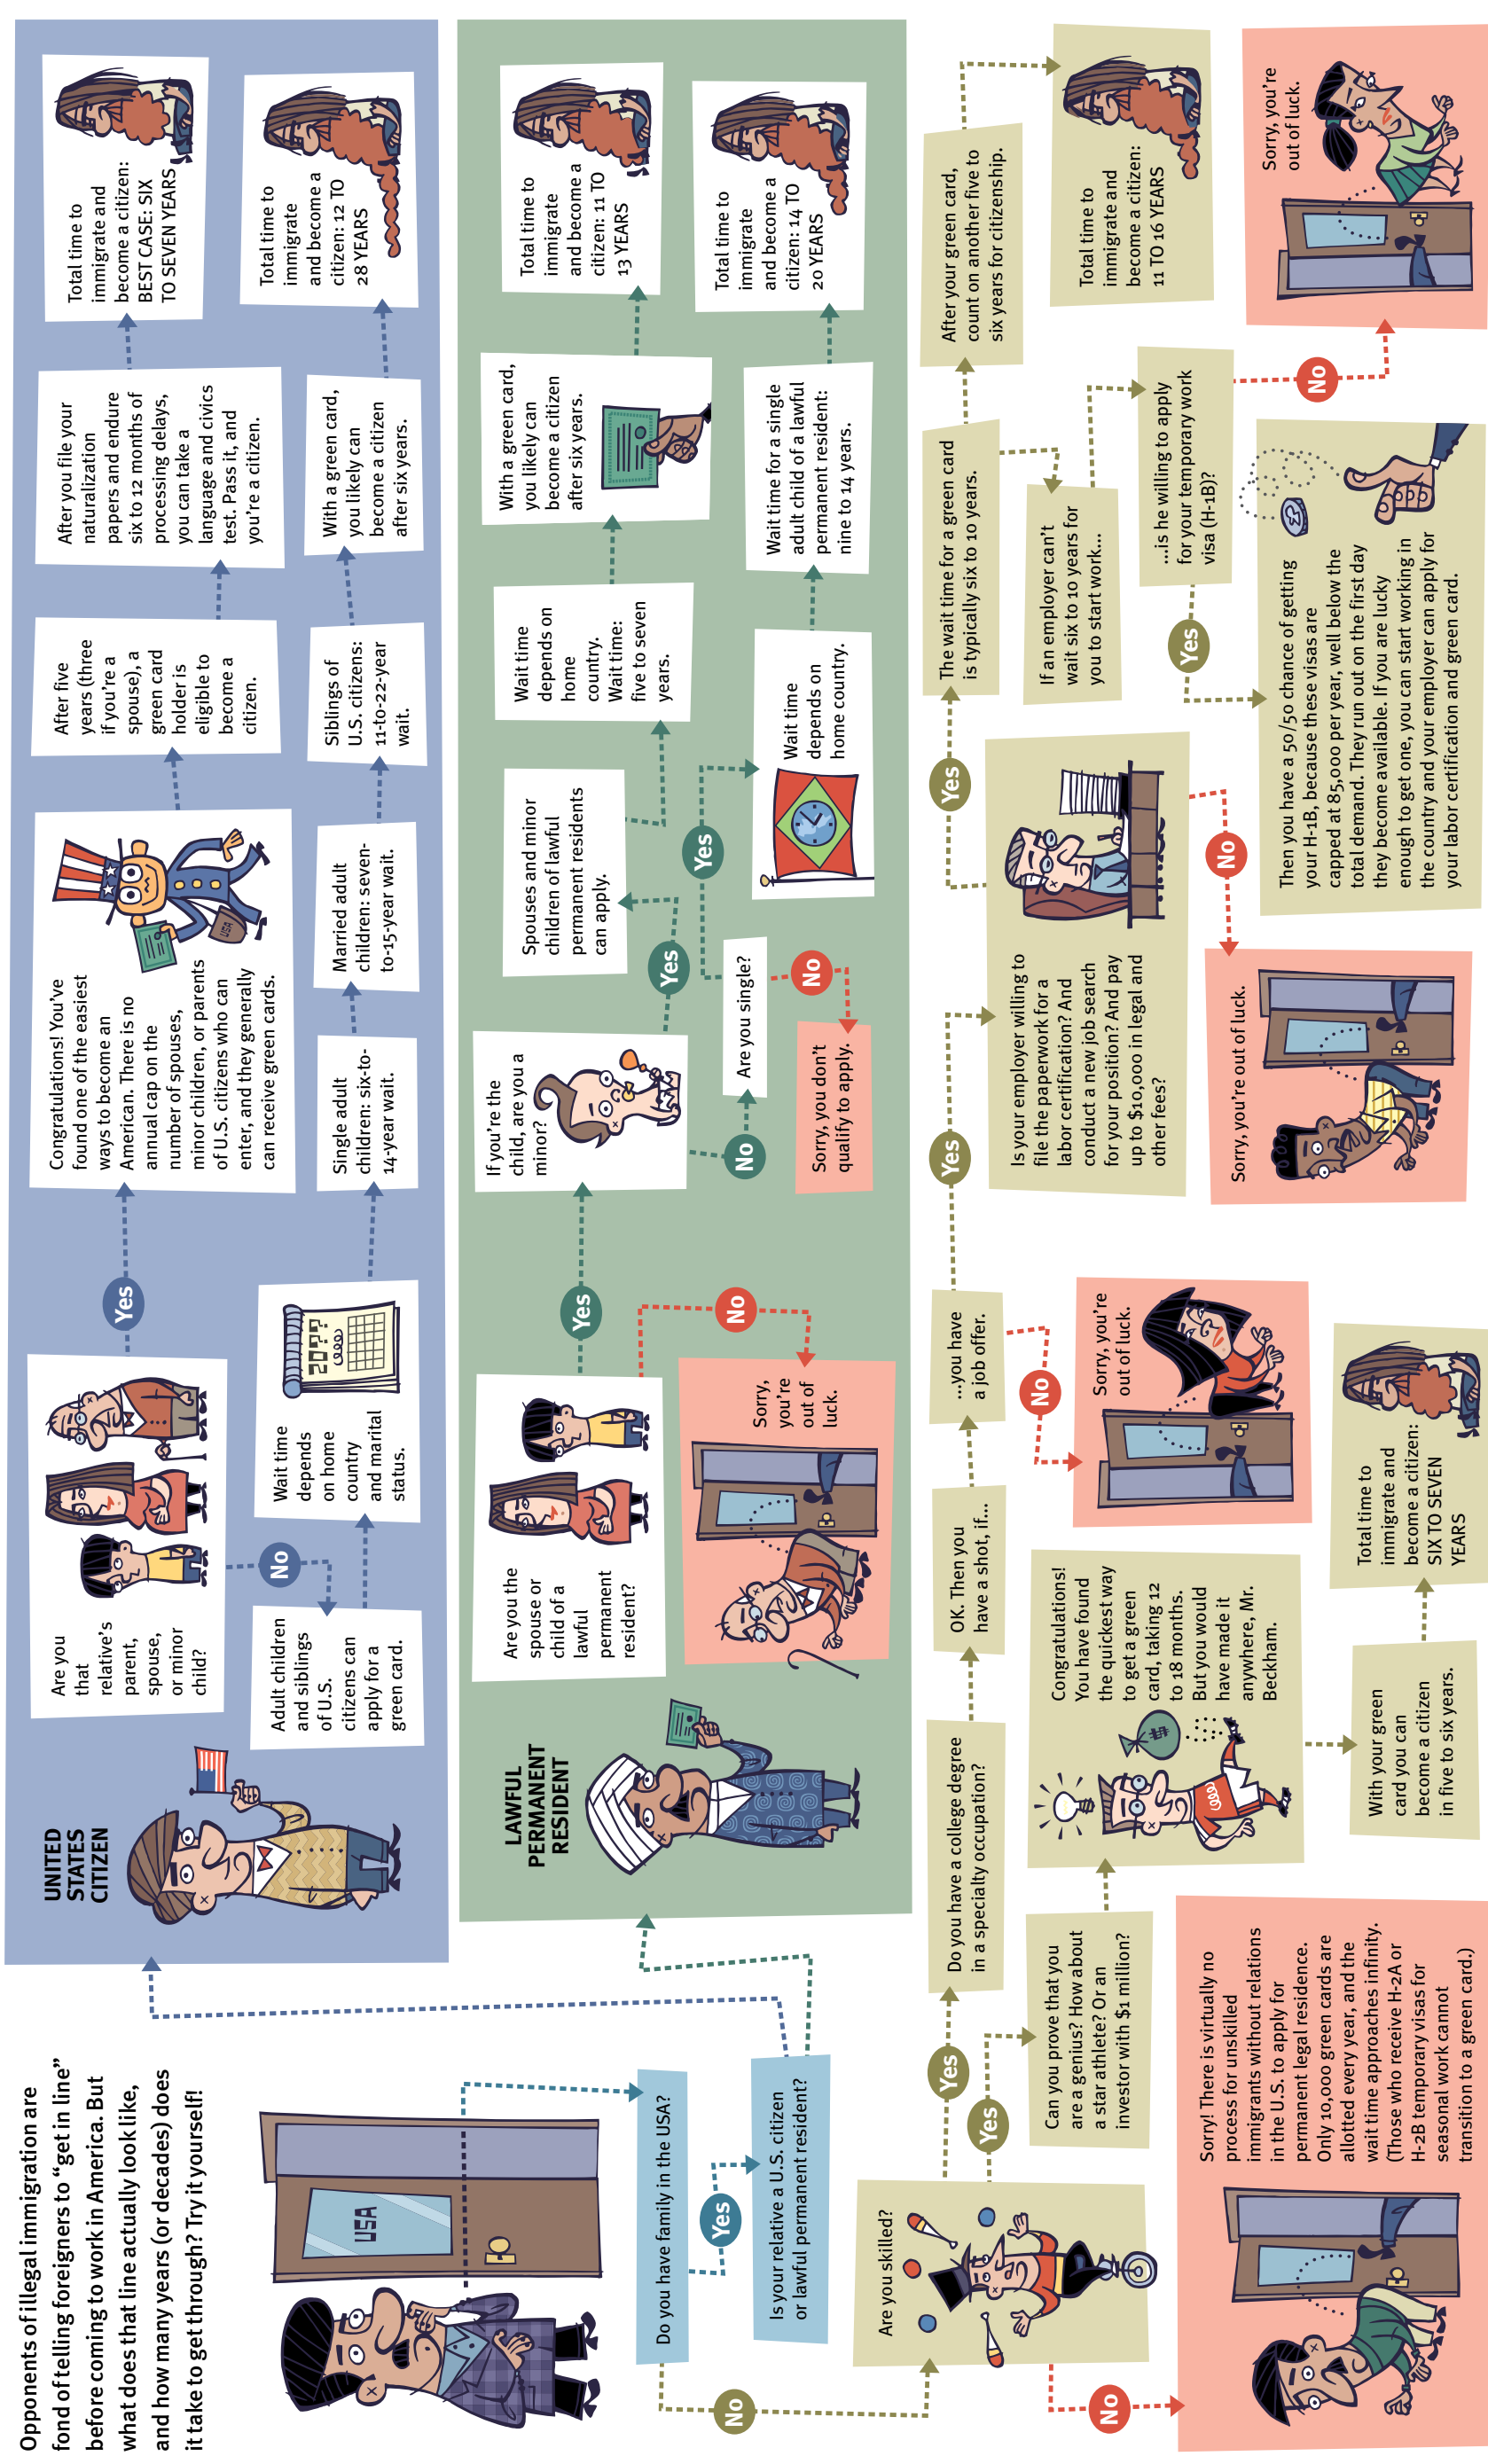 Opponents of illegal immigration are
fond of telling foreigners to “get in line”
before coming to work in America. But
what does that line actually look like,
and how many years (or decades) does
it take to get through? Try it yourself!
USA
Do you have family in the USA?
Yes
No
Is your relative a U.S. citizen
or lawful permanent resident?
UNITED
STATES
CITIZEN
Are you
that
relative’s
parent,
spouse,
or minor
child?
Yes
Congratulations! You’ve
found one of the easiest
ways to become an
American. There is no
annual cap on the
number of spouses,
minor children, or parents
of U.S. citizens who can
enter, and they generally
can receive green cards.
USA
After five
years (three
if you’re a
spouse), a
green card
holder is
eligible to
become a
citizen.
After you file your
naturalization
papers and endure
six to 12 months of
processing delays,
you can take a
language and civics
test. Pass it, and
you’re a citizen.
Total time to
immigrate and
become a citizen:
BEST CASE: SIX
TO SEVEN YEARS
No
Adult children
and siblings
of U.S.
citizens can
apply for a
green card.
Wait time
depends
on home
country
and marital
status.
Single adult
children: six-to-
14-year wait.
Married adult
children: seven-
to-15-year wait.
Siblings of
U.S. citizens:
11-to-22-year
wait.
With a green card,
you likely can
become a citizen
after six years.
Total time to
immigrate
and become a
citizen: 12 TO
28 YEARS
LAWFUL
PERMANENT
RESIDENT
Are you the
spouse or
child of a
lawful
permanent
resident?
No
Sorry,
you’re
out of
luck.
Yes
If you’re the
child, are you a
minor?
Yes
Spouses and minor
children of lawful
permanent residents
can apply.
Wait time
depends on
home
country.
Wait time:
five to seven
years.
With a green card,
you likely can
become a citizen
after six years.
Total time to
immigrate
and become a
citizen: 11 TO
13 YEARS
No
Are you single?
No
Sorry, you don’t
qualify to apply.
Yes
Wait time
depends on
home country.
Wait time for a single
adult child of a lawful
permanent resident:
nine to 14 years.
Total time to
immigrate
and become a
citizen: 14 TO
20 YEARS
Are you skilled?
No
Sorry! There is virtually no
process for unskilled
immigrants without relations
in the U.S. to apply for
permanent legal residence.
Only 10,000 green cards are
allotted every year, and the
wait time approaches infinity.
(Those who receive H-2A or
H-2B temporary visas for
seasonal work cannot
transition to a green card.)
Yes
Can you prove that you
are a genius? How about
a star athlete? Or an
investor with $1 million?
$
Congratulations!
You have found
the quickest way
to get a green
card, taking 12
to 18 months.
But you would
have made it
anywhere, Mr.
Beckham.
With your green
card you can
become a citizen
in five to six years.
Total time to
immigrate and
become a citizen:
SIX TO SEVEN
YEARS
Yes
Do you have a college degree
in a specialty occupation?
OK. Then you
have a shot, if...
...you have
a job offer.
No
Sorry, you’re
out of luck.
Yes
Is your employer willing to
file the paperwork for a
labor certification? And
conduct a new job search
for your position? And pay
up to $10,000 in legal and
other fees?
No
Sorry, you’re out of luck.
Yes
The wait time for a green card
is typically six to 10 years.
After your green card,
count on another five to
six years for citizenship.
Total time to
immigrate and
become a citizen:
11 TO 16 YEARS
If an employer can’t
wait six to 10 years for
you to start work...
...is he willing to apply
for your temporary work
visa (H-1B)?
No
Sorry, you’re
out of luck.
Yes
Then you have a 50/50 chance of getting
your H-1B, because these visas are
capped at 85,000 per year, well below the
total demand. They run out on the first day
they become available. If you are lucky
enough to get one, you can start working in
the country and your employer can apply for
your labor certification and green card.